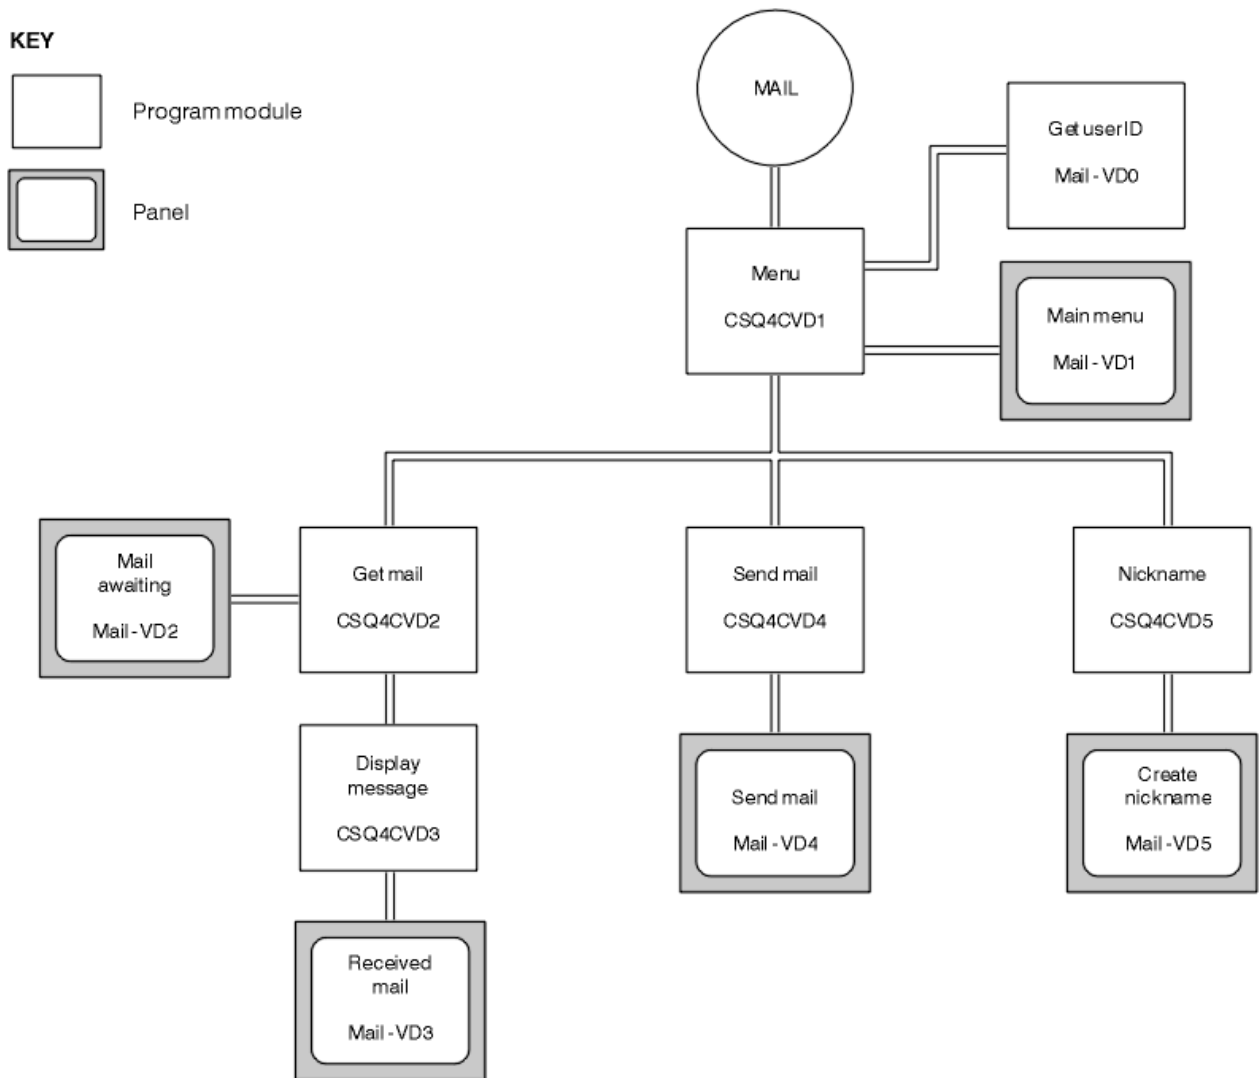 KEY
Program module
Panel
MAIL
Get user ID
Mail - VD0
Menu
CSQ4CVD1
Main menu
Mail - VD1
Mail
awaiting
Mail - VD2
Get mail
CSQ4CVD2
Send mail
CSQ4CVD4
Nickname
CSQ4CVD5
Display
message
CSQ4CVD3
Send mail
Mail - VD4
Create
nickname
Mail - VD5
Received
mail
Mail - VD3